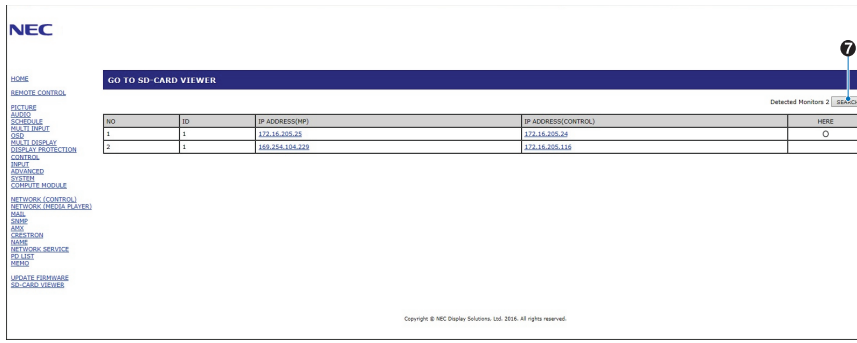 NEC
7
HOME
REMOTE CONTROL
PICTURE
AUDIO
SCHEDULE
MULTI INPUT
OSD
MULTI DISPLAY
DISPLAY PROTECTION
CONTROL
INPUT
ADVANCED
SYSTEM
COMPUTE MODULE
NETWORK (CONTROL)
NETWORK (MEDIA PLAYER)
MAIL
SNMP
AMX
CRESTRON
NAME
NETWORK SERVICE
PD LIST
MEMO
UPDATE FIRMWARE
SD-CARD VIEWER
GO TO SD-CARD VIEWER
Detected Monitors 2 SEARCH
NO ID IP ADDRESS(MP) IP ADDRESS(CONTROL) HERE
1 1 172.16.205.25 172.16.205.24 O
2 1 169.254.104.229 172.16.205.116
Copyright © NEC Display Solutions, Ltd. 2016. All rights reserved.